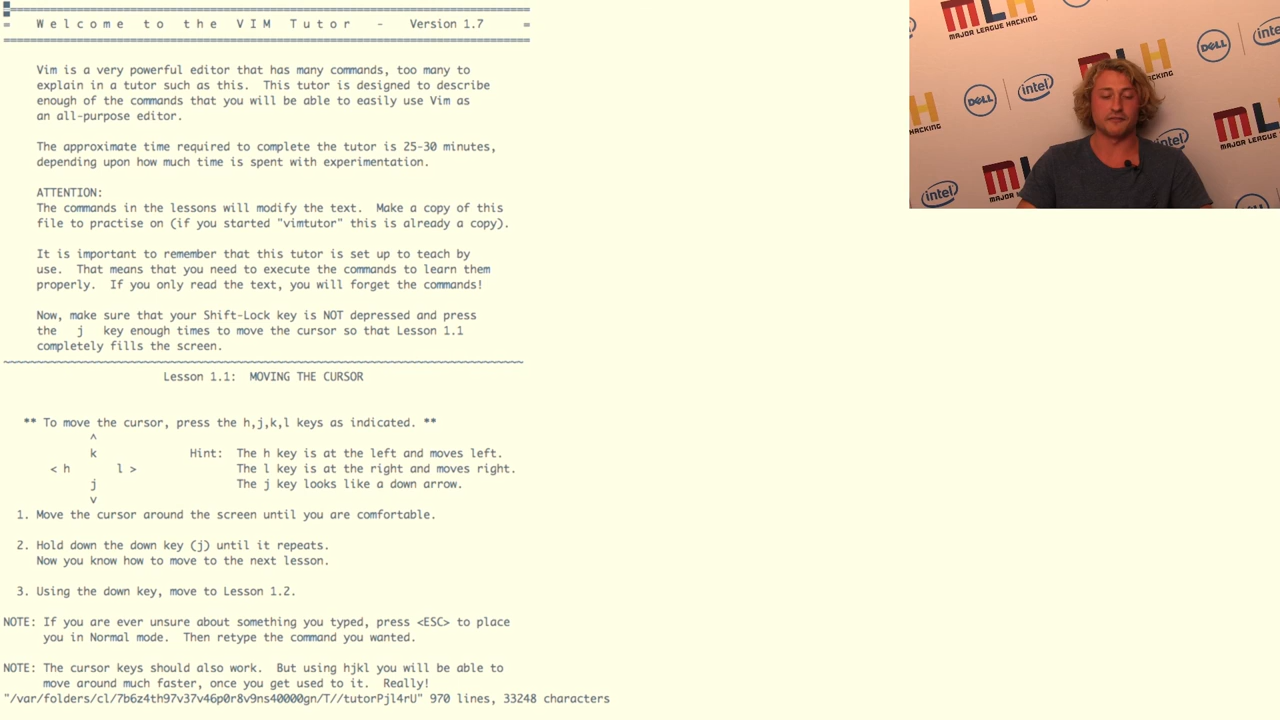 ===============================================================================
=    W e l c o m e   t o   t h e   V I M   T u t o r    -    Version 1.7      =
===============================================================================
Vim is a very powerful editor that has many commands, too many to
explain in a tutor such as this.  This tutor is designed to describe
enough of the commands that you will be able to easily use Vim as
an all-purpose editor.
The approximate time required to complete the tutor is 25-30 minutes,
depending upon how much time is spent with experimentation.
ATTENTION:
The commands in the lessons will modify the text.  Make a copy of this
file to practise on (if you started "vimtutor" this is already a copy).
It is important to remember that this tutor is set up to teach by
use.  That means that you need to execute the commands to learn them
properly.  If you only read the text, you will forget the commands!
Now, make sure that your Shift-Lock key is NOT depressed and press
the   j   key enough times to move the cursor so that Lesson 1.1
completely fills the screen.
~~~~~~~~~~~~~~~~~~~~~~~~~~~~~~~~~~~~~~~~~~~~~~~~~~~~~~~~~~~~~~~~~~~~~~~~~~~~~~
Lesson 1.1:  MOVING THE CURSOR
** To move the cursor, press the h,j,k,l keys as indicated. **
^
k              Hint:  The h key is at the left and moves left.
< h       l >               The l key is at the right and moves right.
j                     The j key looks like a down arrow.
v
1. Move the cursor around the screen until you are comfortable.
2. Hold down the down key (j) until it repeats.
Now you know how to move to the next lesson.
3. Using the down key, move to Lesson 1.2.
NOTE: If you are ever unsure about something you typed, press <ESC> to place
you in Normal mode.  Then retype the command you wanted.
NOTE: The cursor keys should also work.  But using hjkl you will be able to
move around much faster, once you get used to it.  Really!
"/var/folders/cl/7b6z4th97v37v46p0r8v9ns40000gn/T//tutorPjl4rU" 970 lines, 33248 characters
MLH
MAJOR LEAGUE HACKING
DELL
inte
DELL
intel
MLH
HACKING
H
HACKING
intel
ML
MAJOR LEAGUE
intel
ML
MAJOR